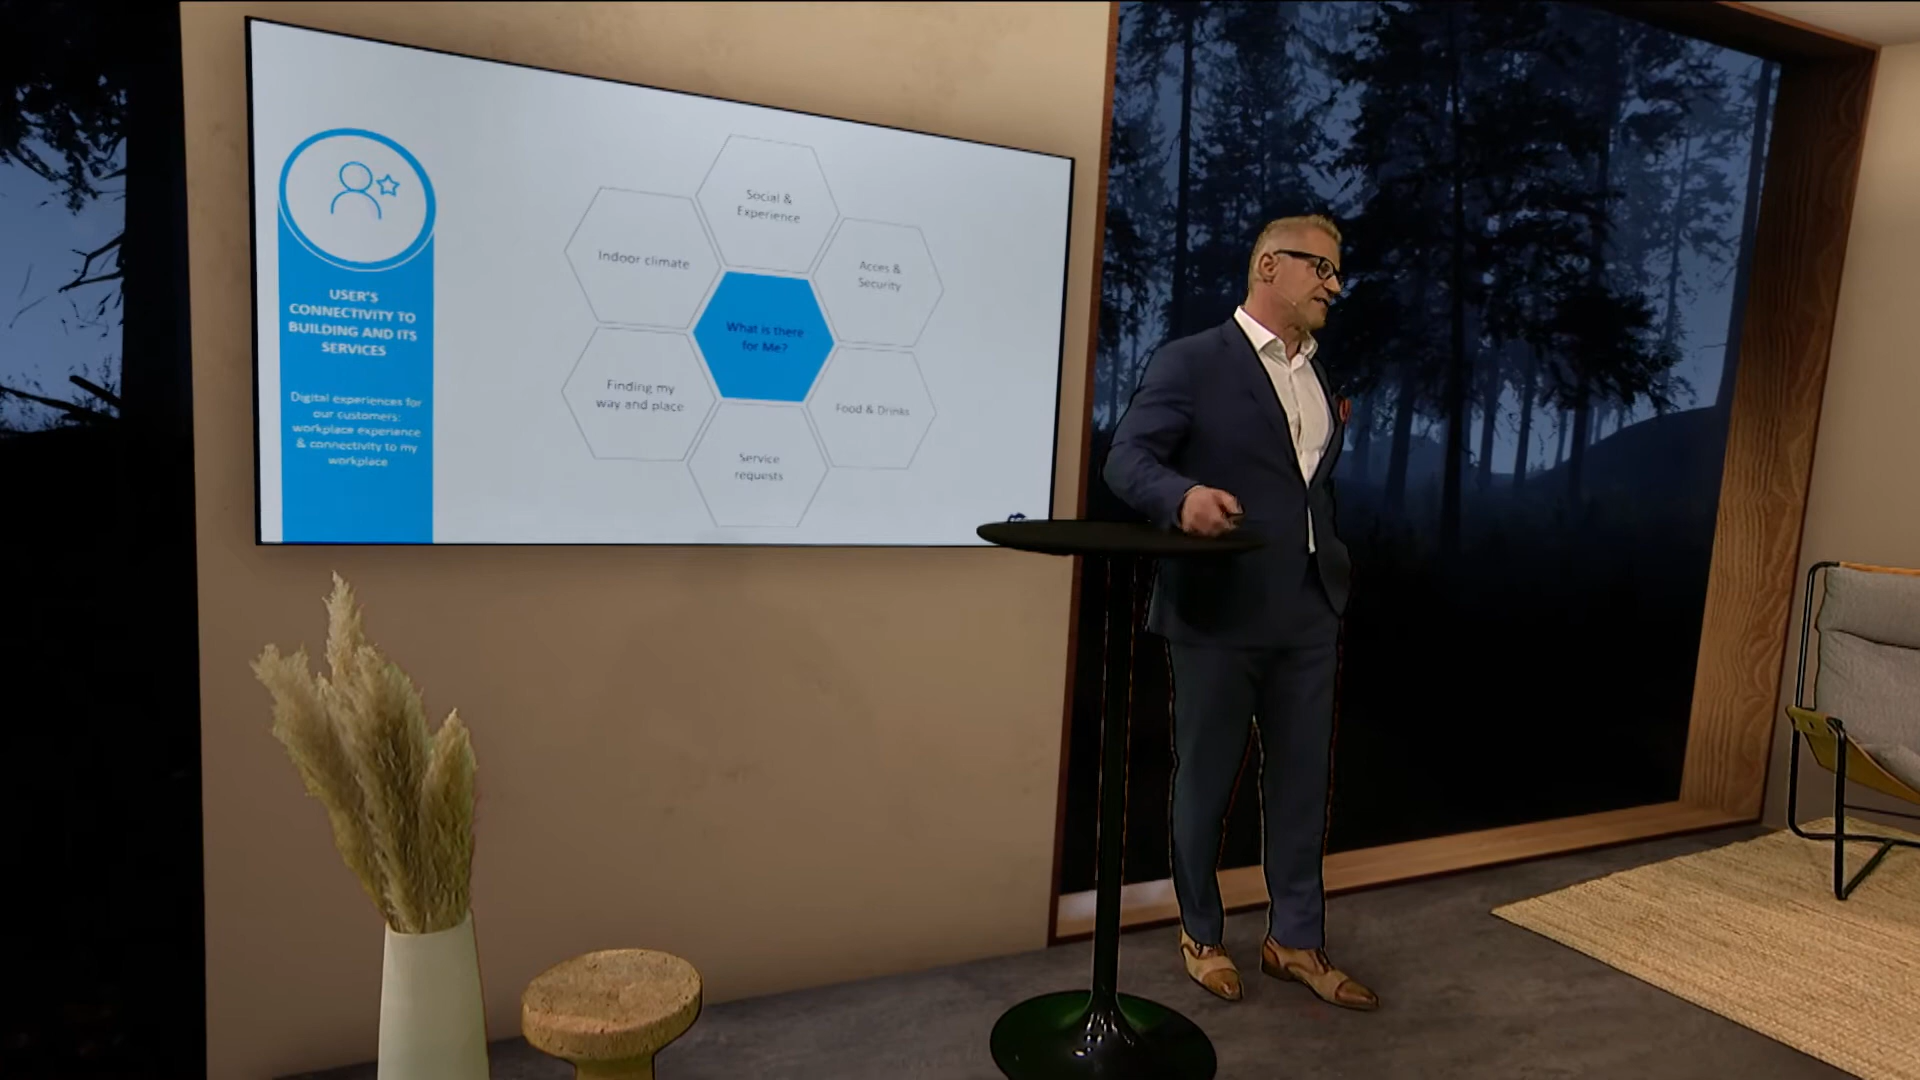 USER'S
CONNECTIVITY TO
BUILDING AND ITS
SERVICES
Digital experiences for
our customers:
workplace experience
& connectivity to my
workplace
Social &
Experience
Indoor climate
Acces &
Security
What is there
for Me?
Finding my
way and place
Food & Drinks
Service
requests